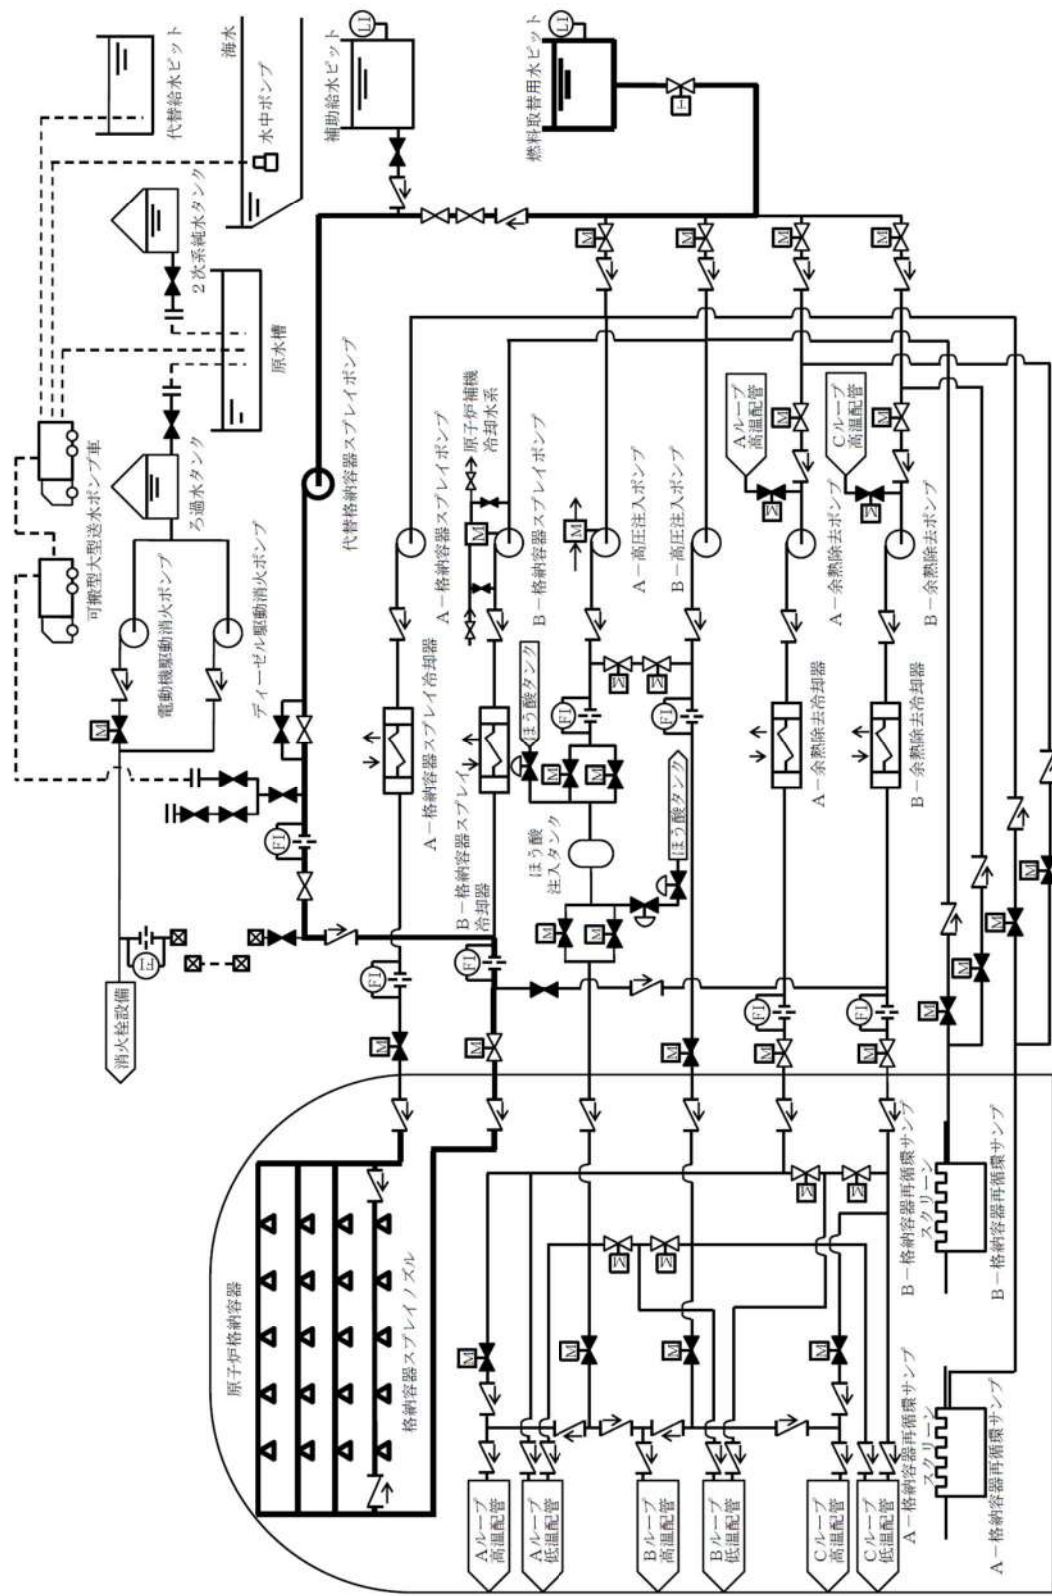 代替給水ピット
海水
水中ポンプ
2次系純水タンク
原水槽
可搬型大型送水ポンプ車
ろ過水タンク
電動機駆動消火ポンプ
ディーゼル駆動消火ポンプ
M
FI
FI
消火栓設備
補助給水ピット
LI
燃料取替用水ピット
LI
代替格納容器スプレイポンプ
A－格納容器スプレイポンプ
原子炉補機
冷却水系
M
B－格納容器スプレイポンプ
M
A－高圧注入ポンプ
B－高圧注入ポンプ
Aループ
高温配管
M
M
Cループ
高温配管
M
M
M
M
M
M
A－余熱除去ポンプ
B－余熱除去ポンプ
A－格納容器スプレイ冷却器
B－格納容器スプレイ
冷却器
ほう酸タンク
FI
M
M
FI
M
M
ほう酸
注入タンク
ほう酸タンク
M
M
A－余熱除去冷却器
B－余熱除去冷却器
FI
FI
FI
FI
M
M
M
M
M
M
M
M
M
M
原子炉格納容器
格納容器スプレイノズル
M
M
M
M
M
M
M
M
B－格納容器再循環サンプ
スクリーン
B－格納容器再循環サンプ
A－格納容器再循環サンプ
スクリーン
A－格納容器再循環サンプ
Aループ
高温配管
Aループ
低温配管
Bループ
高温配管
Bループ
低温配管
Cループ
高温配管
Cループ
低温配管